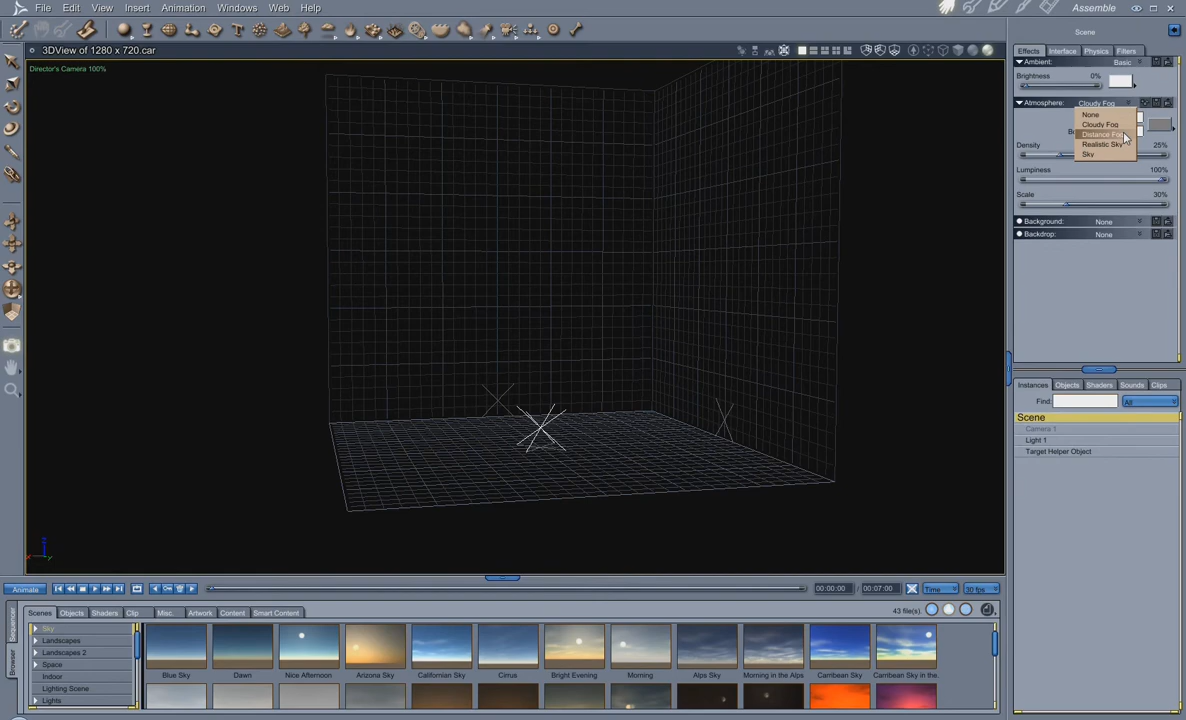 File Edit View Insert Animation Windows Web Help
Assemble
3DView of 1280 x 720.car
Director's Camera 100%
Scene
Effects Interface Physics Filters
Ambient: Basic
Brightness 0%
Atmosphere: Cloudy Fog
None
Cloudy Fog
Distance Fog
Realistic Sky
Sky
Density 25%
Lumpiness 100%
Scale 30%
Background: None
Backdrop: None
Instances Objects Shaders Sounds Clips
Find: All
Scene
Camera 1
Light 1
Target Helper Object
Animate 00:00:00 00:07:00 Time 30 fps
Sequencer
Browser
Scenes Objects Shaders Clip Misc. Artwork Content Smart Content 43 file(s).
Sky
Landscapes
Landscapes 2
Space
Indoor
Lighting Scene
Lights
Blue Sky Dawn Nice Afternoon Arizona Sky Californian Sky Cirrus Bright Evening Morning Alps Sky Morning in the Alps Carribean Sky Carribean Sky in the.